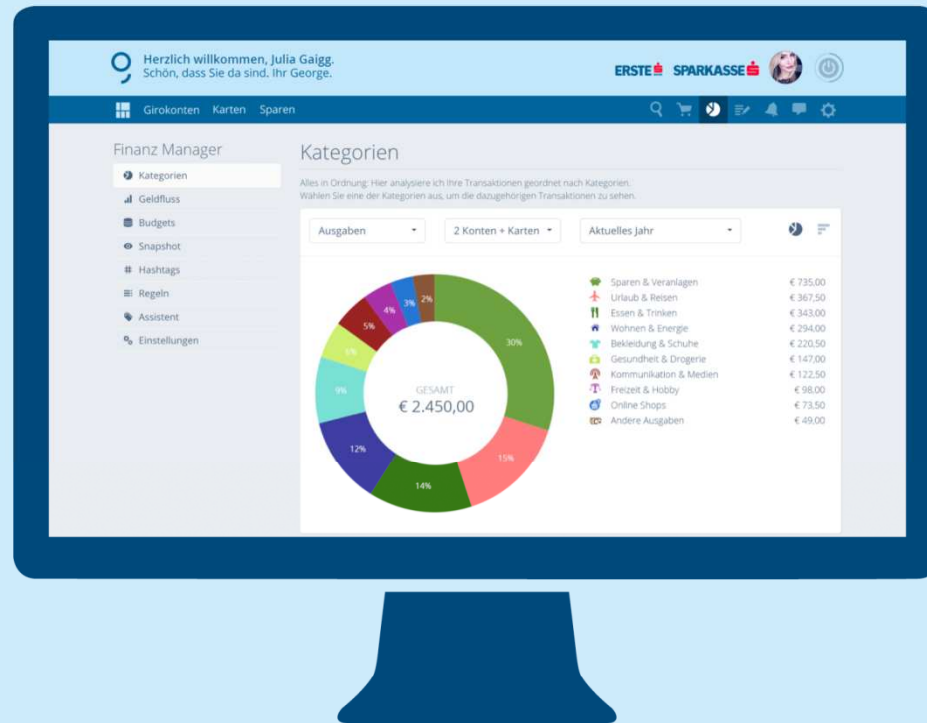 Herzlich willkommen, Julia Gaigg.
Schön, dass Sie da sind. Ihr George.
ERSTE SPARKASSE
Girokonten Karten Sparen
Finanz Manager
Kategorien
Geldfluss
Budgets
Snapshot
# Hashtags
Regeln
Assistent
Einstellungen
Kategorien
Alles in Ordnung: Hier analysiere ich Ihre Transaktionen geordnet nach Kategorien.
Wählen Sie eine der Kategorien aus, um die dazugehörigen Transaktionen zu sehen.
Ausgaben 2 Konten + Karten Aktuelles Jahr
30%
15%
14%
12%
9%
5%
4%
3%
2%
GESAMT
€ 2.450,00
Sparen & Veranlagen € 735,00
Urlaub & Reisen € 367,50
Essen & Trinken € 343,00
Wohnen & Energie € 294,00
Bekleidung & Schuhe € 220,50
Gesundheit & Drogerie € 147,00
Kommunikation & Medien € 122,50
Freizeit & Hobby € 98,00
Online Shops € 73,50
Andere Ausgaben € 49,00